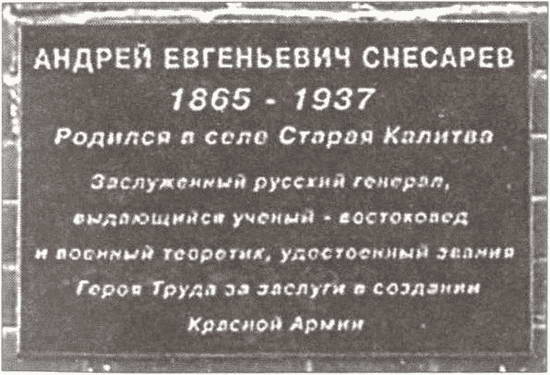 АНДРЕЙ ЕВГЕНЬЕВИЧ СНЕСАРЕВ
1865 - 1937
Родился в селе Старая Калитва
Заслуженный русский генерал,
выдающийся ученый - востоковед
и военный теоретик, удостоенный звания
Героя Труда за заслуги в создании
Красной Армии